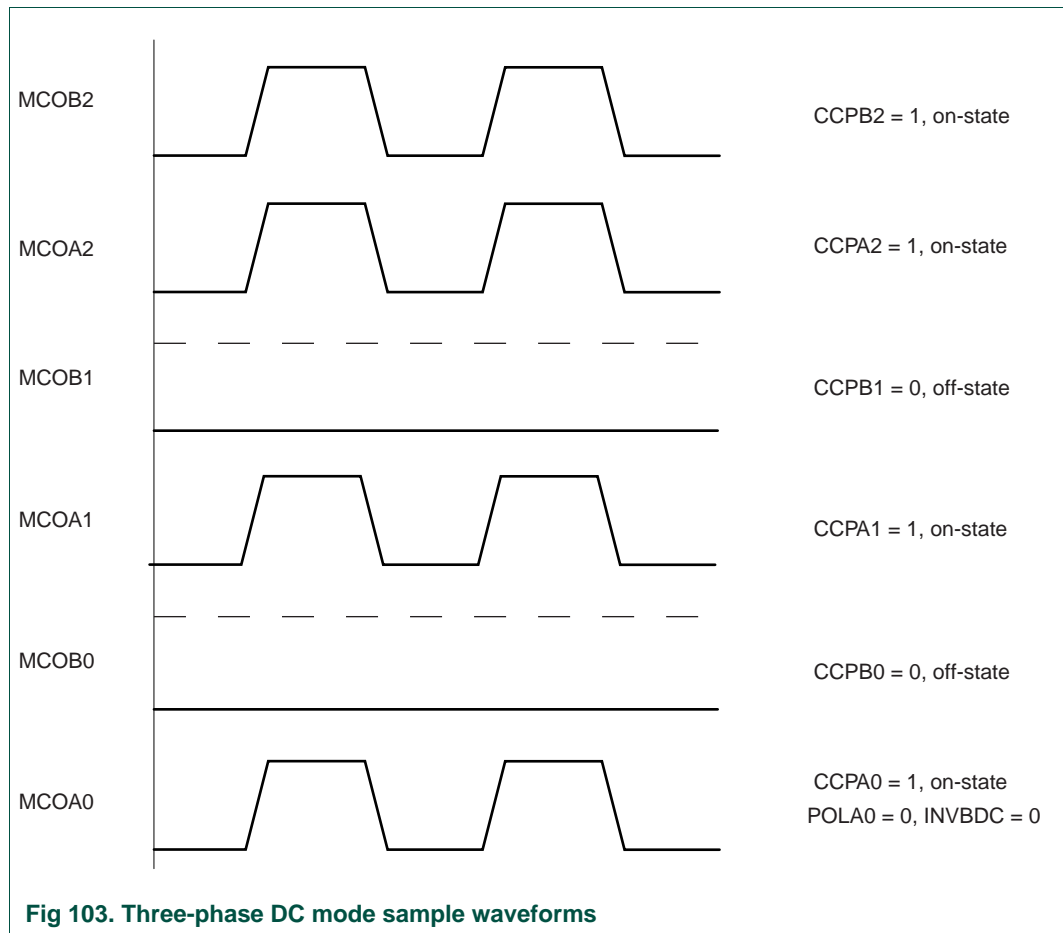 MCOB2
CCPB2 = 1, on-state
MCOA2
CCPA2 = 1, on-state
MCOB1
CCPB1 = 0, off-state
MCOA1
CCPA1 = 1, on-state
MCOB0
CCPB0 = 0, off-state
MCOA0
CCPA0 = 1, on-state
POLA0 = 0, INVBDC = 0
Fig 103. Three-phase DC mode sample waveforms